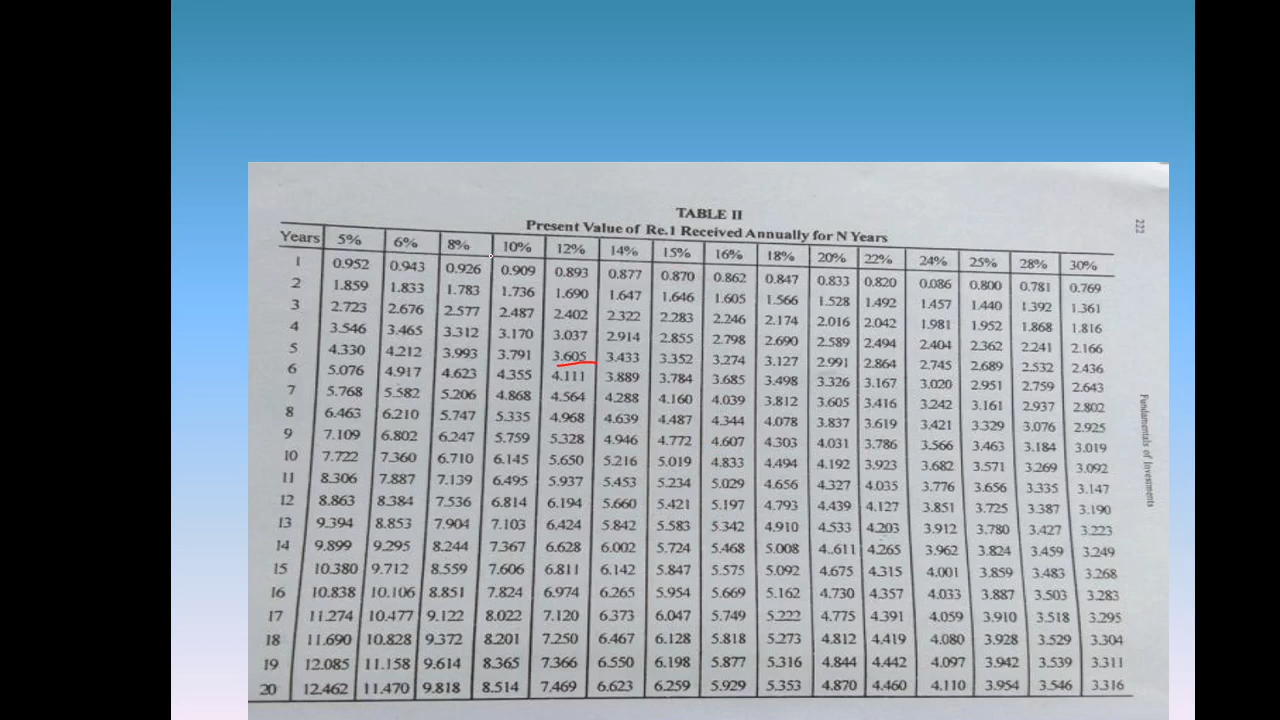 TABLE II
Present Value of Re.1 Received Annually for N Years
222
Years 5% 6% 8% 10% 12% 14% 15% 16% 18% 20% 22% 24% 25% 28% 30%
1 0.952 0.943 0.926 0.909 0.893 0.877 0.870 0.862 0.847 0.833 0.820 0.086 0.800 0.781 0.769
2 1.859 1.833 1.783 1.736 1.690 1.647 1.646 1.605 1.566 1.528 1.492 1.457 1.440 1.392 1.361
3 2.723 2.676 2.577 2.487 2.402 2.322 2.283 2.246 2.174 2.016 2.042 1.981 1.952 1.868 1.816
4 3.546 3.465 3.312 3.170 3.037 2.914 2.855 2.798 2.690 2.589 2.494 2.404 2.362 2.241 2.166
5 4.330 4.212 3.993 3.791 3.605 3.433 3.352 3.274 3.127 2.991 2.864 2.745 2.689 2.532 2.436
6 5.076 4.917 4.623 4.355 4.111 3.889 3.784 3.685 3.498 3.326 3.167 3.020 2.951 2.759 2.643
7 5.768 5.582 5.206 4.868 4.564 4.288 4.160 4.039 3.812 3.605 3.416 3.242 3.161 2.937 2.802
8 6.463 6.210 5.747 5.335 4.968 4.639 4.487 4.344 4.078 3.837 3.619 3.421 3.329 3.076 2.925
9 7.109 6.802 6.247 5.759 5.328 4.946 4.772 4.607 4.303 4.031 3.786 3.566 3.463 3.184 3.019
10 7.722 7.360 6.710 6.145 5.650 5.216 5.019 4.833 4.494 4.192 3.923 3.682 3.571 3.269 3.092
11 8.306 7.887 7.139 6.495 5.937 5.453 5.234 5.029 4.656 4.327 4.035 3.776 3.656 3.335 3.147
12 8.863 8.384 7.536 6.814 6.194 5.660 5.421 5.197 4.793 4.439 4.127 3.851 3.725 3.387 3.190
13 9.394 8.853 7.904 7.103 6.424 5.842 5.583 5.342 4.910 4.533 4.203 3.912 3.780 3.427 3.223
14 9.899 9.295 8.244 7.367 6.628 6.002 5.724 5.468 5.008 4..611 4.265 3.962 3.824 3.459 3.249
15 10.380 9.712 8.559 7.606 6.811 6.142 5.847 5.575 5.092 4.675 4.315 4.001 3.859 3.483 3.268
16 10.838 10.106 8.851 7.824 6.974 6.265 5.954 5.669 5.162 4.730 4.357 4.033 3.887 3.503 3.283
17 11.274 10.477 9.122 8.022 7.120 6.373 6.047 5.749 5.222 4.775 4.391 4.059 3.910 3.518 3.295
18 11.690 10.828 9.372 8.201 7.250 6.467 6.128 5.818 5.273 4.812 4.419 4.080 3.928 3.529 3.304
19 12.085 11.158 9.614 8.365 7.366 6.550 6.198 5.877 5.316 4.844 4.442 4.097 3.942 3.539 3.311
20 12.462 11.470 9.818 8.514 7.469 6.623 6.259 5.929 5.353 4.870 4.460 4.110 3.954 3.546 3.316
Fundamentals of Investments